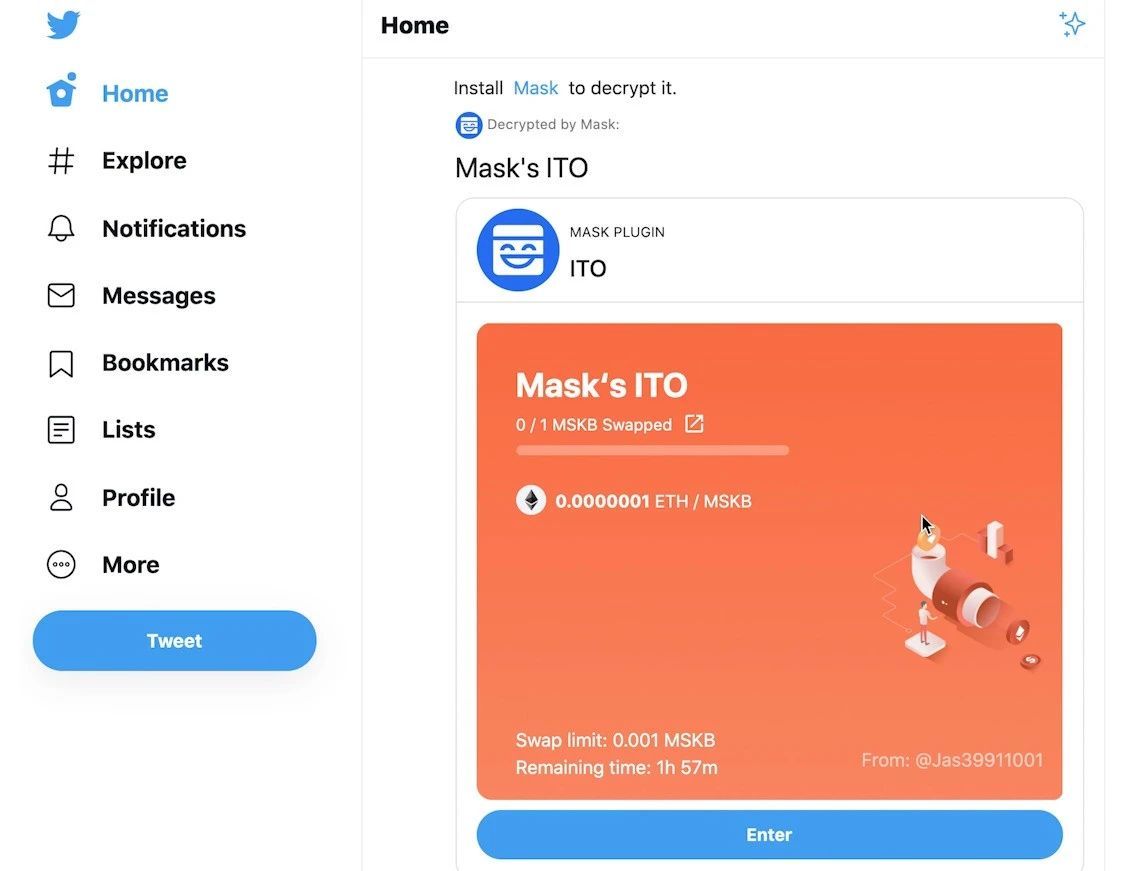 Home
Explore
Notifications
Messages
Bookmarks
Lists
Profile
More
Tweet
Home
Install Mask to decrypt it.
Decrypted by Mask:
Mask's ITO
MASK PLUGIN
ITO
Mask‘s ITO
0 / 1 MSKB Swapped
0.0000001 ETH / MSKB
Swap limit: 0.001 MSKB
Remaining time: 1h 57m
From: @Jas39911001
Enter